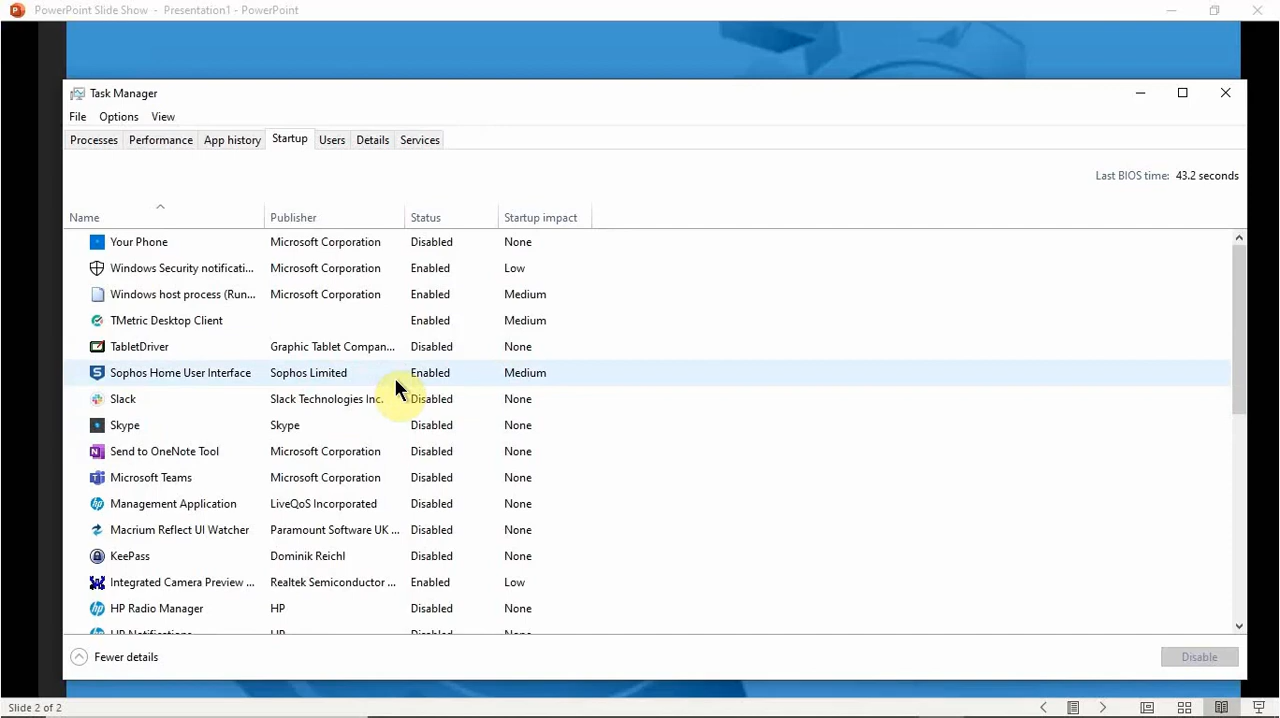 PowerPoint Slide Show - Presentation1 - PowerPoint
Task Manager
File Options View
Processes Performance App history Startup Users Details Services
Last BIOS time: 43.2 seconds
Name Publisher Status Startup impact
Your Phone Microsoft Corporation Disabled None
Windows Security notificati... Microsoft Corporation Enabled Low
Windows host process (Run... Microsoft Corporation Enabled Medium
TMetric Desktop Client Enabled Medium
TabletDriver Graphic Tablet Compan... Disabled None
Sophos Home User Interface Sophos Limited Enabled Medium
Slack Slack Technologies Inc. Disabled None
Skype Skype Disabled None
Send to OneNote Tool Microsoft Corporation Disabled None
Microsoft Teams Microsoft Corporation Disabled None
Management Application LiveQoS Incorporated Disabled None
Macrium Reflect UI Watcher Paramount Software UK ... Disabled None
KeePass Dominik Reichl Disabled None
Integrated Camera Preview ... Realtek Semiconductor ... Enabled Low
HP Radio Manager HP Disabled None
HP Notifications HP Disabled None
Fewer details Disable
Slide 2 of 2